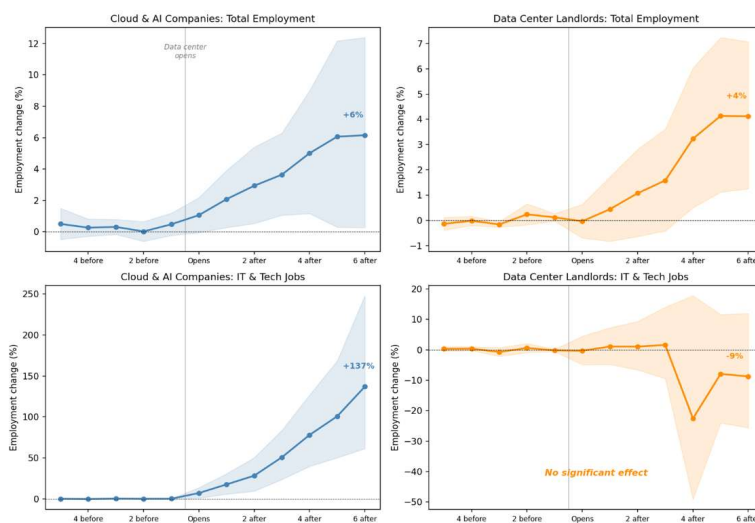 Cloud & AI Companies: Total Employment
Employment change (%)
12
10
8
6
4
2
0
Data center
opens
+6%
4 before
2 before
Opens
2 after
4 after
6 after
Data Center Landlords: Total Employment
Employment change (%)
7
6
5
4
3
2
1
0
−1
+4%
4 before
2 before
Opens
2 after
4 after
6 after
Cloud & AI Companies: IT & Tech Jobs
Employment change (%)
250
200
150
100
50
0
+137%
4 before
2 before
Opens
2 after
4 after
6 after
Data Center Landlords: IT & Tech Jobs
Employment change (%)
20
10
0
−10
−20
−30
−40
−50
-9%
No significant effect
4 before
2 before
Opens
2 after
4 after
6 after